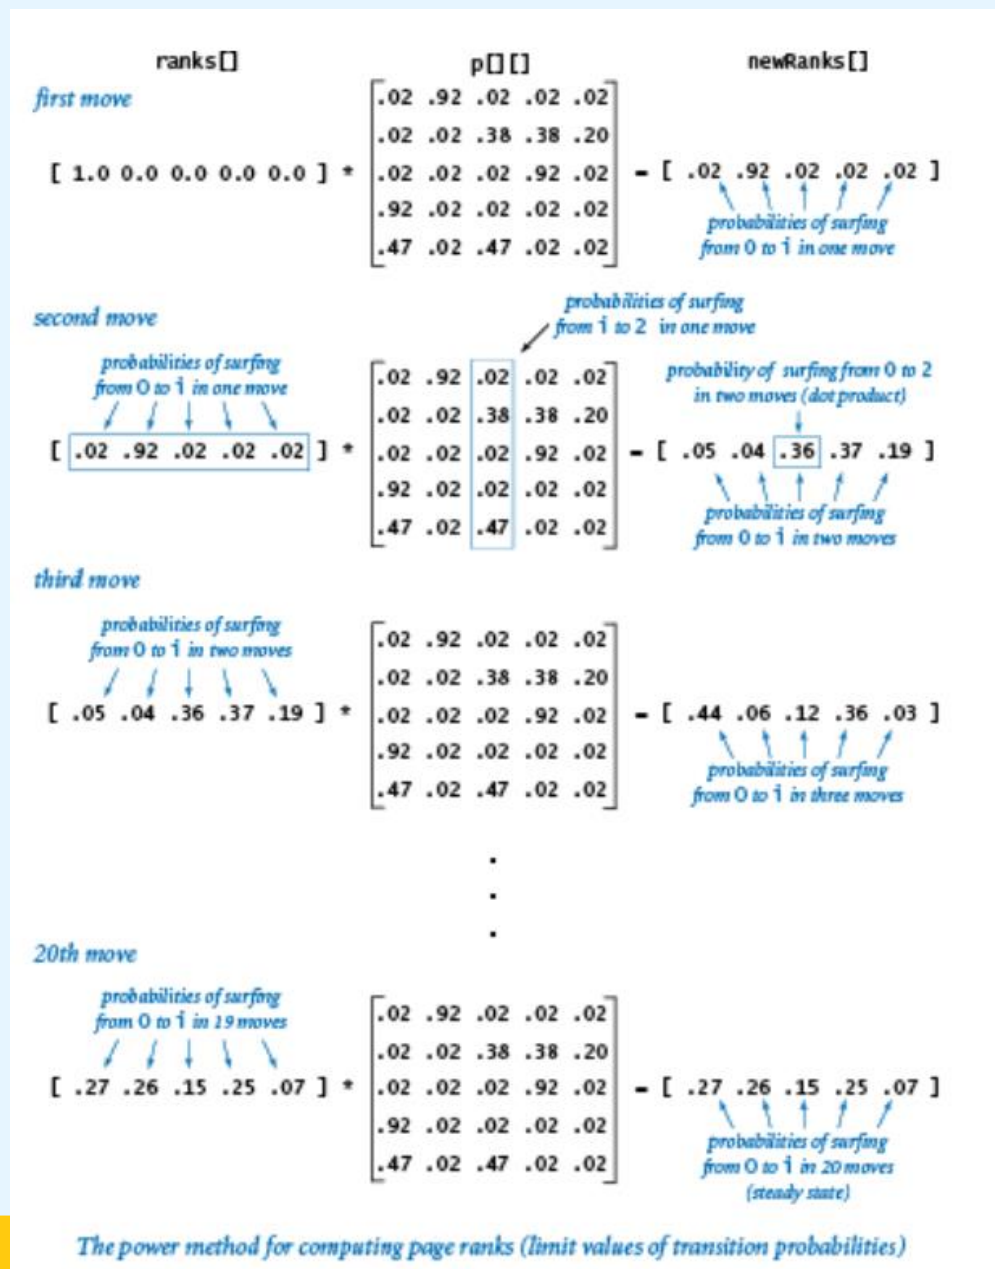 ranks[] p[][] newRanks[]
first move
.02 .92 .02 .02 .02
.02 .02 .38 .38 .20
[ 1.0 0.0 0.0 0.0 0.0 ] * .02 .02 .02 .92 .02 = [ .02 .92 .02 .02 .02 ]
.92 .02 .02 .02 .02
.47 .02 .47 .02 .02
probabilities of surfing
from 0 to i in one move
probabilities of surfing
from i to 2 in one move
second move
probabilities of surfing
from 0 to i in one move
.02 .92 .02 .02 .02
probability of surfing from 0 to 2
in two moves (dot product)
.02 .02 .38 .38 .20
[ .02 .92 .02 .02 .02 ] * .02 .02 .02 .92 .02 = [ .05 .04 .36 .37 .19 ]
.92 .02 .02 .02 .02
.47 .02 .47 .02 .02
probabilities of surfing
from 0 to i in two moves
third move
probabilities of surfing
from 0 to i in two moves
.02 .92 .02 .02 .02
.02 .02 .38 .38 .20
[ .05 .04 .36 .37 .19 ] * .02 .02 .02 .92 .02 = [ .44 .06 .12 .36 .03 ]
.92 .02 .02 .02 .02
.47 .02 .47 .02 .02
probabilities of surfing
from 0 to i in three moves
.
.
.
20th move
probabilities of surfing
from 0 to i in 19 moves
.02 .92 .02 .02 .02
.02 .02 .38 .38 .20
[ .27 .26 .15 .25 .07 ] * .02 .02 .02 .92 .02 = [ .27 .26 .15 .25 .07 ]
.92 .02 .02 .02 .02
.47 .02 .47 .02 .02
probabilities of surfing
from 0 to i in 20 moves
(steady state)
The power method for computing page ranks (limit values of transition probabilities)